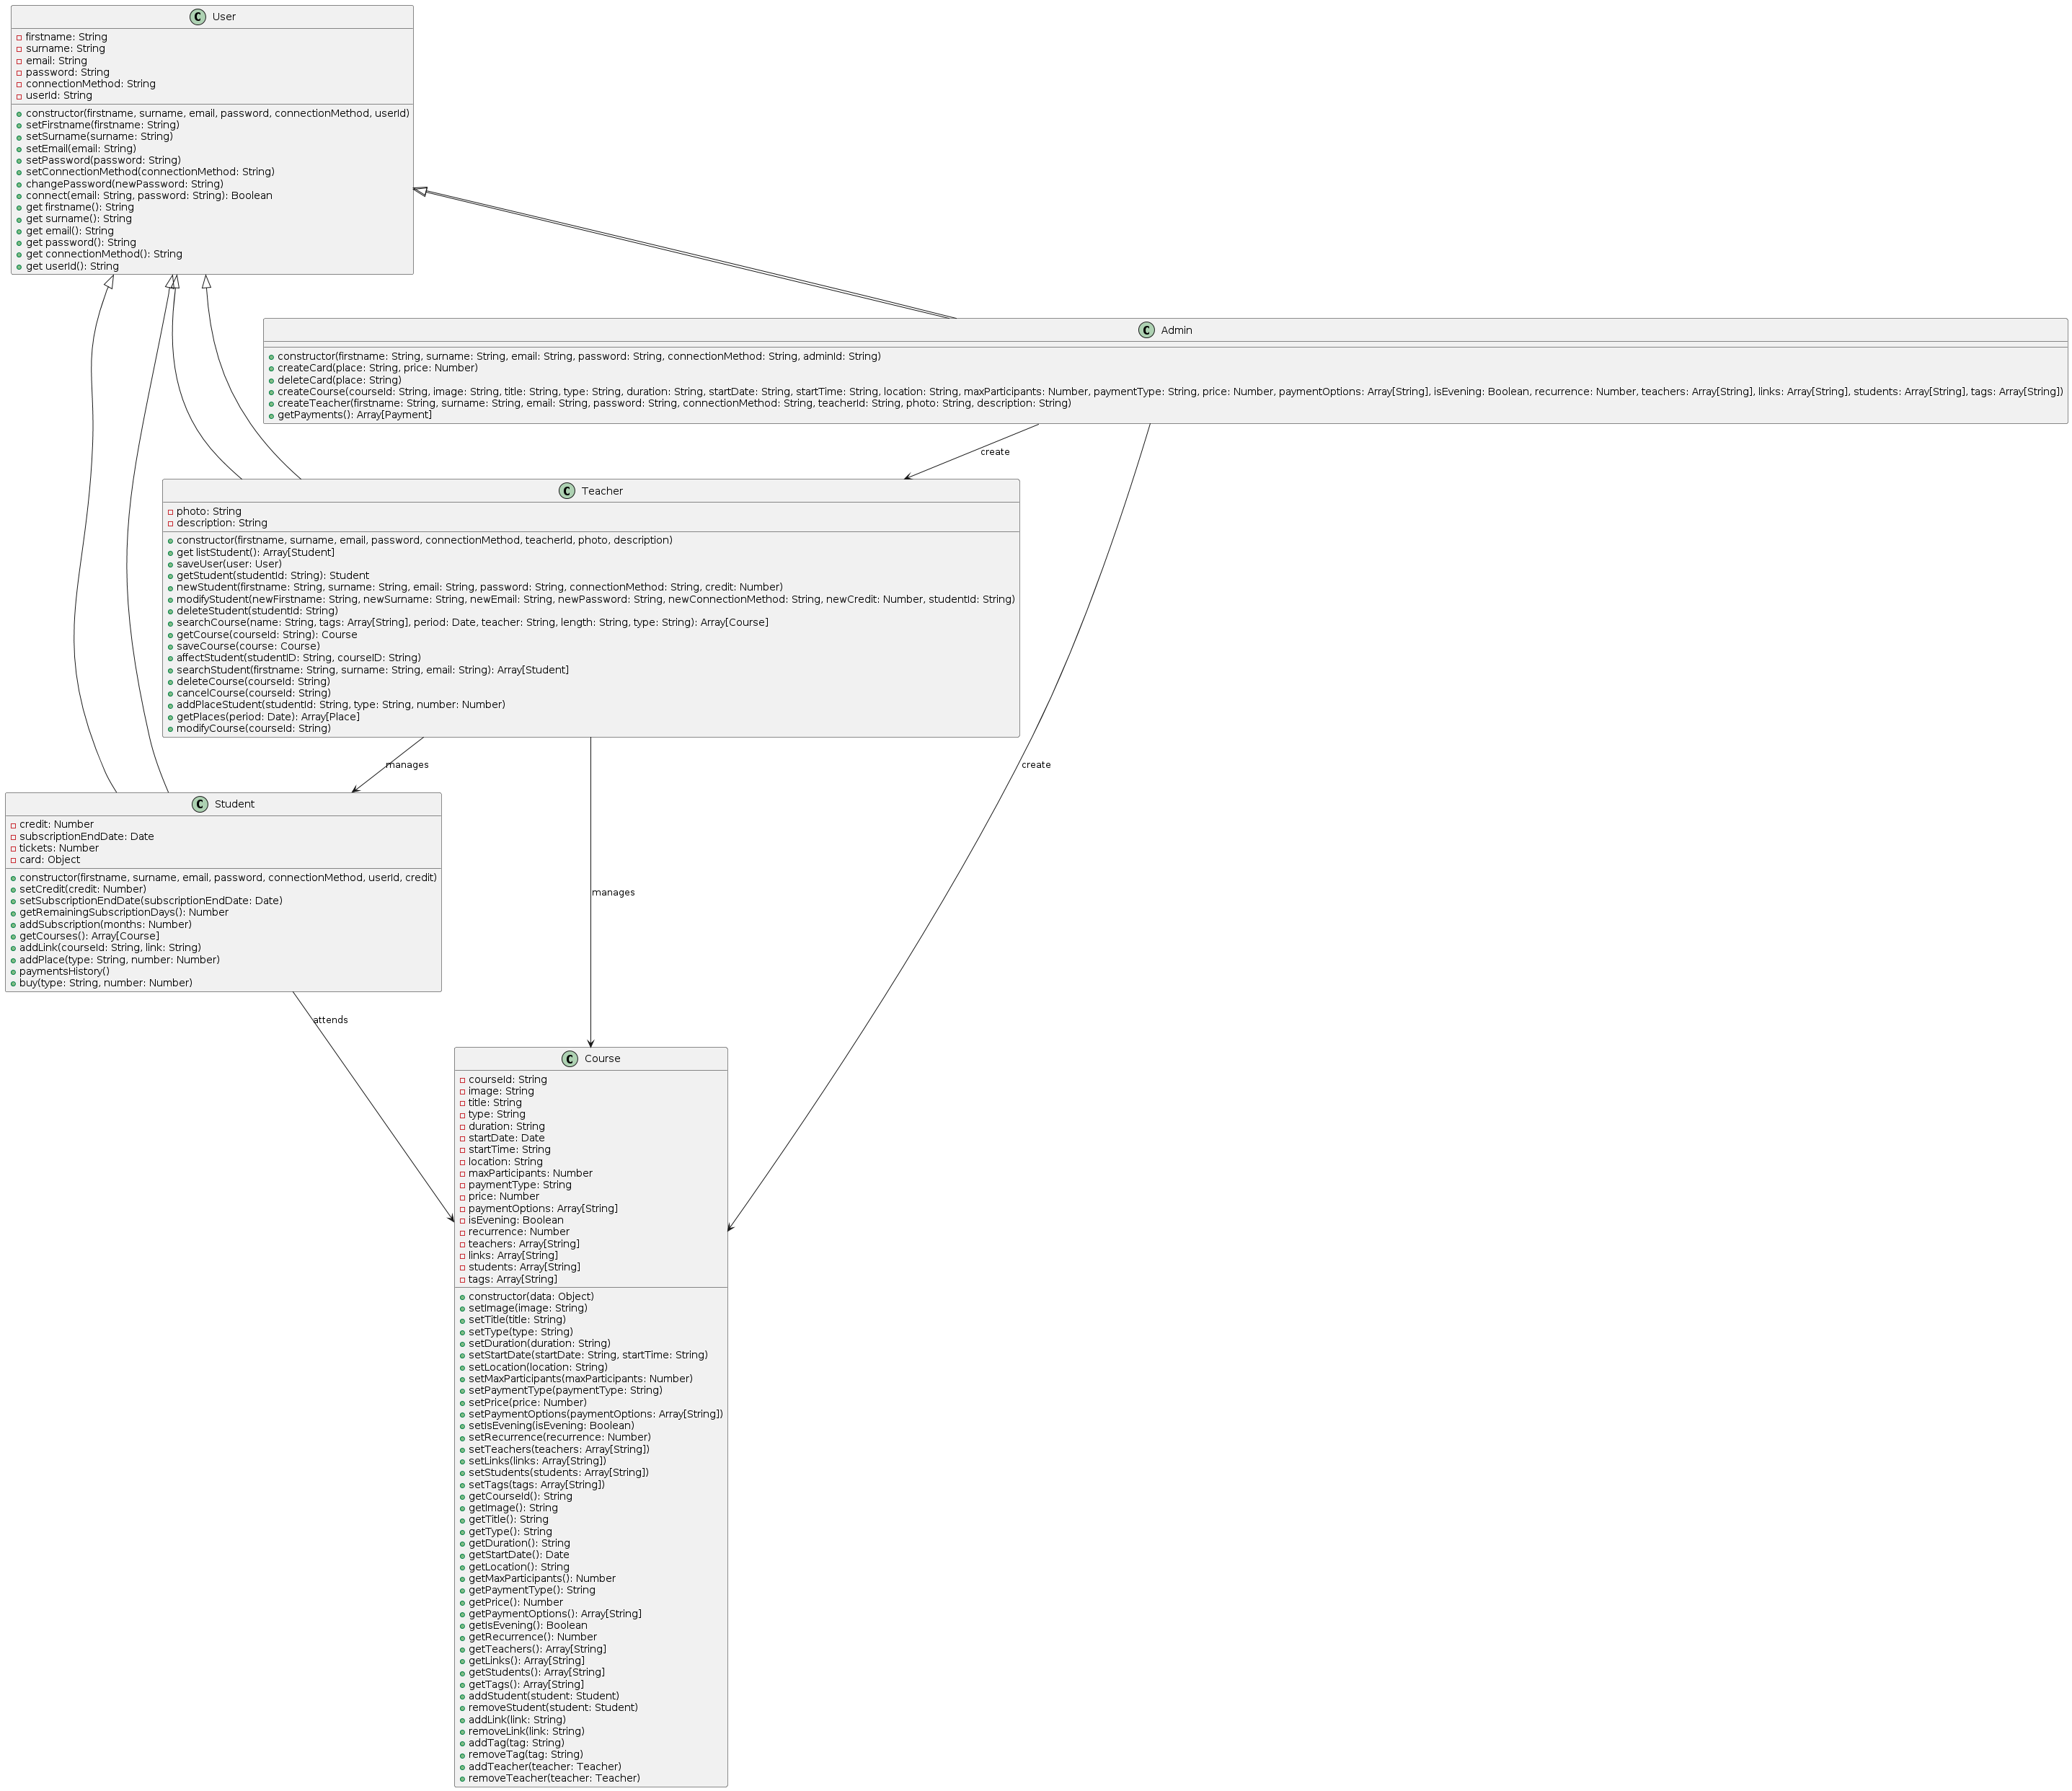 User
firstname: String
surname: String
email: String
password: String
connectionMethod: String
userId: String
constructor(firstname, surname, email, password, connectionMethod, userId)
setFirstname(firstname: String)
setSurname(surname: String)
setEmail(email: String)
setPassword(password: String)
setConnectionMethod(connectionMethod: String)
changePassword(newPassword: String)
connect(email: String, password: String): Boolean
get firstname(): String
get surname(): String
get email(): String
get password(): String
get connectionMethod(): String
get userId(): String
Admin
constructor(firstname: String, surname: String, email: String, password: String, connectionMethod: String, adminId: String)
createCard(place: String, price: Number)
deleteCard(place: String)
createCourse(courseId: String, image: String, title: String, type: String, duration: String, startDate: String, startTime: String, location: String, maxParticipants: Number, paymentType: String, price: Number, paymentOptions: Array[String], isEvening: Boolean, recurrence: Number, teachers: Array[String], links: Array[String], students: Array[String], tags: Array[String])
createTeacher(firstname: String, surname: String, email: String, password: String, connectionMethod: String, teacherId: String, photo: String, description: String)
getPayments(): Array[Payment]
create
Teacher
photo: String
description: String
constructor(firstname, surname, email, password, connectionMethod, teacherId, photo, description)
get listStudent(): Array[Student]
saveUser(user: User)
getStudent(studentId: String): Student
newStudent(firstname: String, surname: String, email: String, password: String, connectionMethod: String, credit: Number)
modifyStudent(newFirstname: String, newSurname: String, newEmail: String, newPassword: String, newConnectionMethod: String, newCredit: Number, studentId: String)
deleteStudent(studentId: String)
searchCourse(name: String, tags: Array[String], period: Date, teacher: String, length: String, type: String): Array[Course]
getCourse(courseId: String): Course
saveCourse(course: Course)
affectStudent(studentID: String, courseID: String)
searchStudent(firstname: String, surname: String, email: String): Array[Student]
deleteCourse(courseId: String)
cancelCourse(courseId: String)
addPlaceStudent(studentId: String, type: String, number: Number)
getPlaces(period: Date): Array[Place]
modifyCourse(courseId: String)
manages
create
Student
credit: Number
subscriptionEndDate: Date
tickets: Number
card: Object
constructor(firstname, surname, email, password, connectionMethod, userId, credit)
setCredit(credit: Number)
setSubscriptionEndDate(subscriptionEndDate: Date)
getRemainingSubscriptionDays(): Number
addSubscription(months: Number)
getCourses(): Array[Course]
addLink(courseId: String, link: String)
addPlace(type: String, number: Number)
paymentsHistory()
buy(type: String, number: Number)
manages
attends
Course
courseId: String
image: String
title: String
type: String
duration: String
startDate: Date
startTime: String
location: String
maxParticipants: Number
paymentType: String
price: Number
paymentOptions: Array[String]
isEvening: Boolean
recurrence: Number
teachers: Array[String]
links: Array[String]
students: Array[String]
tags: Array[String]
constructor(data: Object)
setImage(image: String)
setTitle(title: String)
setType(type: String)
setDuration(duration: String)
setStartDate(startDate: String, startTime: String)
setLocation(location: String)
setMaxParticipants(maxParticipants: Number)
setPaymentType(paymentType: String)
setPrice(price: Number)
setPaymentOptions(paymentOptions: Array[String])
setIsEvening(isEvening: Boolean)
setRecurrence(recurrence: Number)
setTeachers(teachers: Array[String])
setLinks(links: Array[String])
setStudents(students: Array[String])
setTags(tags: Array[String])
getCourseId(): String
getImage(): String
getTitle(): String
getType(): String
getDuration(): String
getStartDate(): Date
getLocation(): String
getMaxParticipants(): Number
getPaymentType(): String
getPrice(): Number
getPaymentOptions(): Array[String]
getIsEvening(): Boolean
getRecurrence(): Number
getTeachers(): Array[String]
getLinks(): Array[String]
getStudents(): Array[String]
getTags(): Array[String]
addStudent(student: Student)
removeStudent(student: Student)
addLink(link: String)
removeLink(link: String)
addTag(tag: String)
removeTag(tag: String)
addTeacher(teacher: Teacher)
removeTeacher(teacher: Teacher)